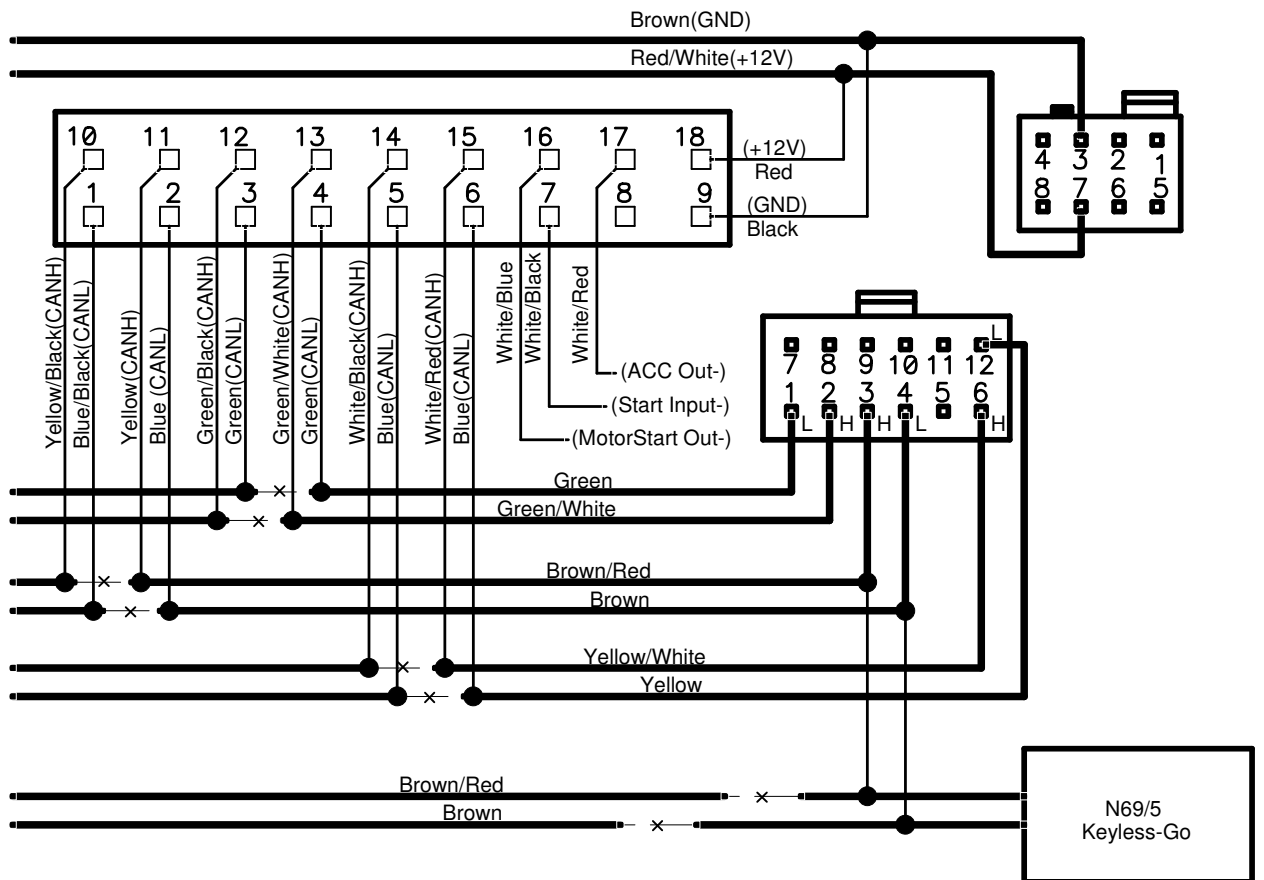 Brown(GND)
Red/White(+12V)
10 11 12 13 14 15 16 17 18
1 2 3 4 5 6 7 8 9
(+12V)
Red
(GND)
Black
4 3 2 1
8 7 6 5
Yellow/Black(CANH)
Blue/Black(CANL)
Yellow(CANH)
Blue (CANL)
Green/Black(CANH)
Green(CANL)
Green/White(CANH)
Green(CANL)
White/Black(CANH)
Blue(CANL)
White/Red(CANH)
Blue(CANL)
White/Blue
White/Black
White/Red
(ACC Out-)
(Start Input-)
(MotorStart Out-)
L
7 8 9 10 11 12
1 2 3 4 5 6
L H H L H
Green
Green/White
Brown/Red
Brown
Yellow/White
Yellow
Brown/Red
Brown
N69/5
Keyless-Go